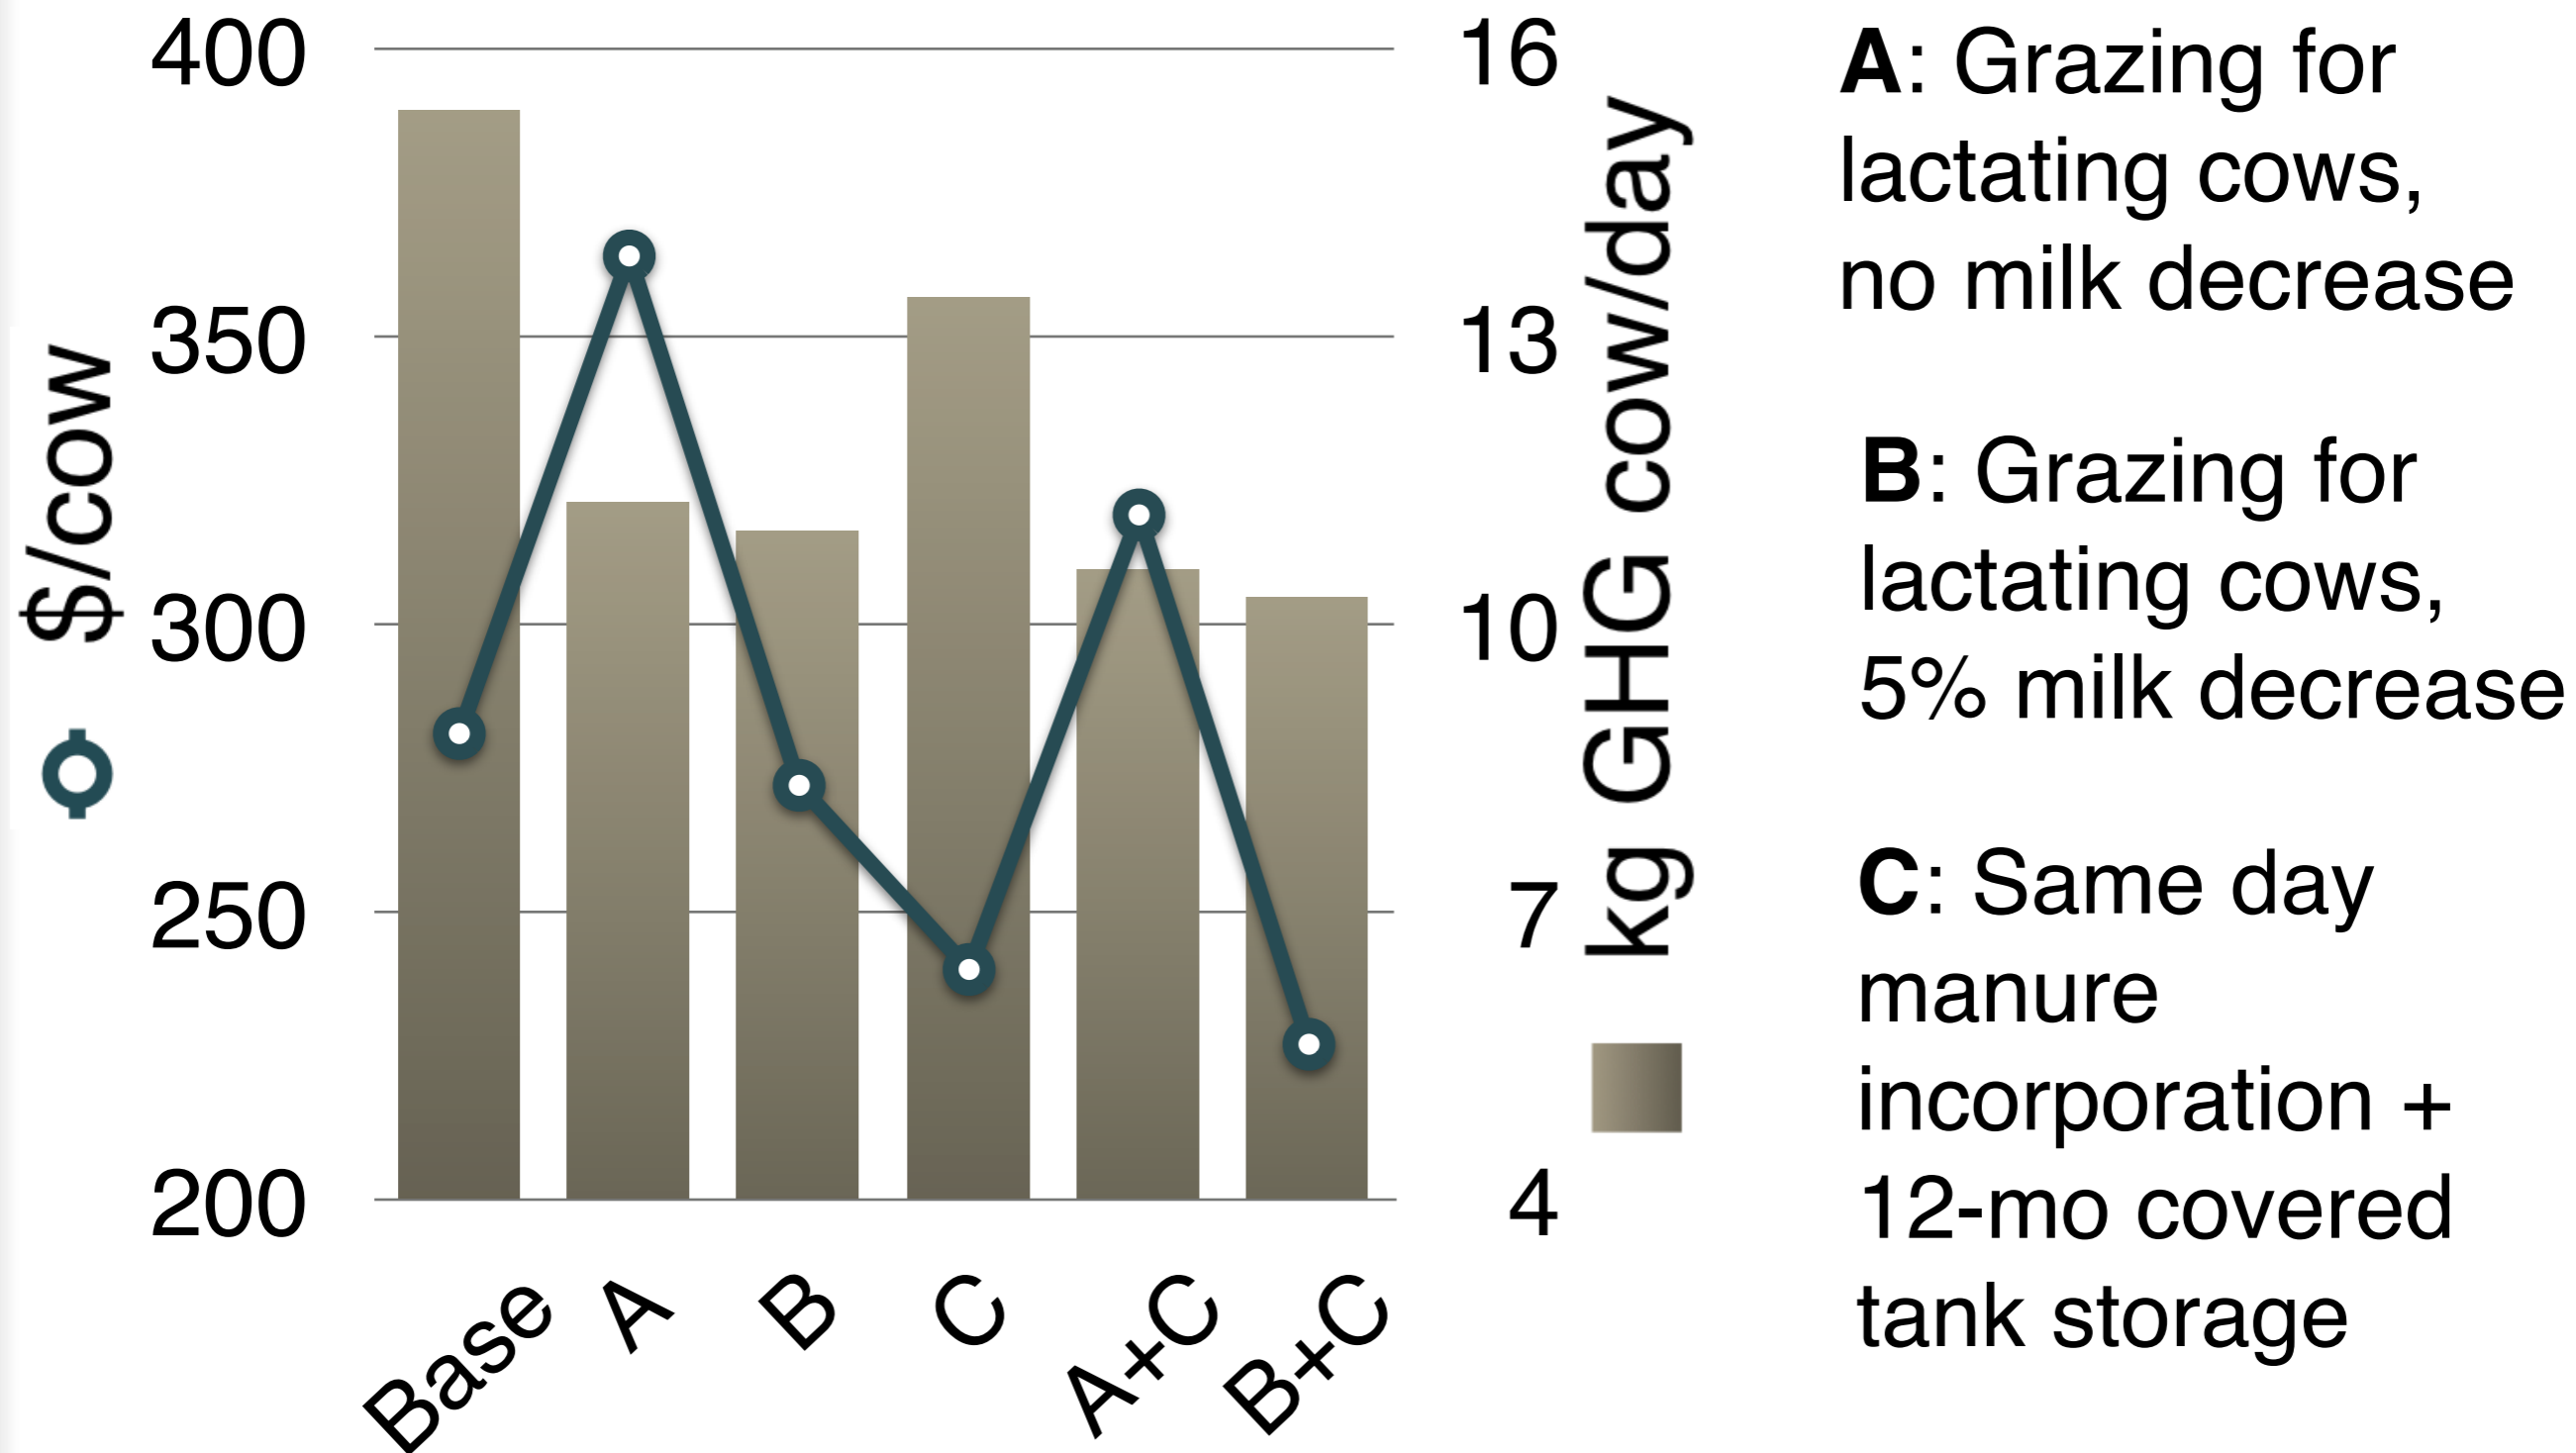 $/cow
400
350
300
250
200
16
13
10
7
4
kg GHG cow/day
Base
A
B
C
A+C
B+C
A: Grazing for
lactating cows,
no milk decrease
B: Grazing for
lactating cows,
5% milk decrease
C: Same day
manure
incorporation +
12-mo covered
tank storage